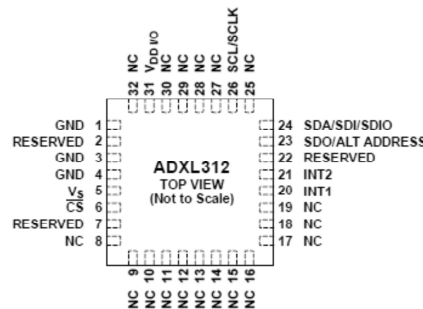 32 NC
31 VDD I/O
30 NC
29 NC
28 NC
27 NC
26 SCL/SCLK
25 NC
GND 1
RESERVED 2
GND 3
GND 4
VS 5
CS 6
RESERVED 7
NC 8
ADXL312
TOP VIEW
(Not to Scale)
24 SDA/SDI/SDIO
23 SDO/ALT ADDRESS
22 RESERVED
21 INT2
20 INT1
19 NC
18 NC
17 NC
NC 9
NC 10
NC 11
NC 12
NC 13
NC 14
NC 15
NC 16